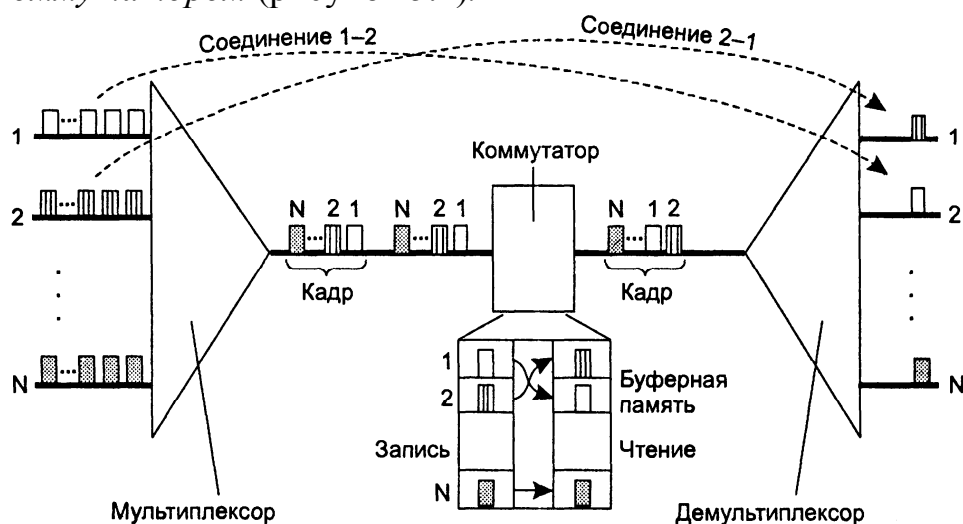 Соединение 1–2
Соединение 2–1
1
1
Коммутатор
2
N ... 2 1 N ... 2 1
N ... 1 2
2
Кадр
Кадр
1
Буферная
память
2
N
N
Запись
Чтение
N
Мультиплексор
Демультиплексор